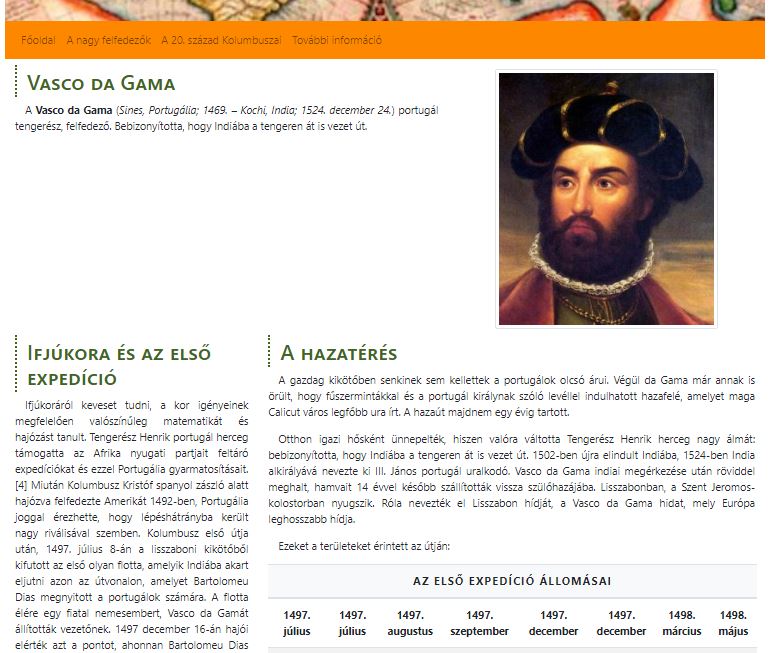 Főoldal A nagy felfedezők A 20. század Kolumbuszai További információ
Vasco da Gama
A Vasco da Gama (Sines, Portugália; 1469. – Kochi, India; 1524. december 24.) portugál
tengerész, felfedező. Bebizonyította, hogy Indiába a tengeren át is vezet út.
Ifjúkora és az első
expedíció
Ifjúkoráról keveset tudni, a kor igényeinek
megfelelően valószínűleg matematikát és
hajózást tanult. Tengerész Henrik portugál herceg
támogatta az Afrika nyugati partjait feltáró
expedíciókat és ezzel Portugália gyarmatosításait.
[4] Miután Kolumbusz Kristóf spanyol zászló alatt
hajózva felfedezte Amerikát 1492-ben, Portugália
joggal érezhette, hogy lépéshátrányba került
nagy riválisával szemben. Kolumbusz első útja
után, 1497. július 8-án a lisszaboni kikötőből
kifutott az első olyan flotta, amelyik Indiába akart
eljutni azon az útvonalon, amelyet Bartolomeu
Dias megnyitott a portugálok számára. A flotta
élére egy fiatal nemesembert, Vasco da Gamát
állították vezetőnek. 1497 december 16-án hajói
elérték azt a pontot, ahonnan Bartolomeu Dias
A hazatérés
A gazdag kikötőben senkinek sem kellettek a portugálok olcsó árui. Végül da Gama már annak is
örült, hogy fűszermintákkal és a portugál királynak szóló levéllel indulhatott hazafelé, amelyet maga
Calicut város legfőbb ura írt. A hazaút majdnem egy évig tartott.
Otthon igazi hősként ünnepelték, hiszen valóra váltotta Tengerész Henrik herceg nagy álmát:
bebizonyította, hogy Indiába a tengeren át is vezet út. 1502-ben újra elindult Indiába, 1524-ben India
alkirályává nevezte ki III. János portugál uralkodó. Vasco da Gama indiai megérkezése után röviddel
meghalt, hamvait 14 évvel később szállították vissza szülőhazájába. Lisszabonban, a Szent Jeromos-
kolostorban nyugszik. Róla nevezték el Lisszabon hídját, a Vasco da Gama hidat, mely Európa
leghosszabb hídja.
Ezeket a területeket érintett az útján:
AZ ELSŐ EXPEDÍCIÓ ÁLLOMÁSAI
1497. 1497. 1497. 1497. 1497. 1497. 1498. 1498.
július július augusztus szeptember december december március május